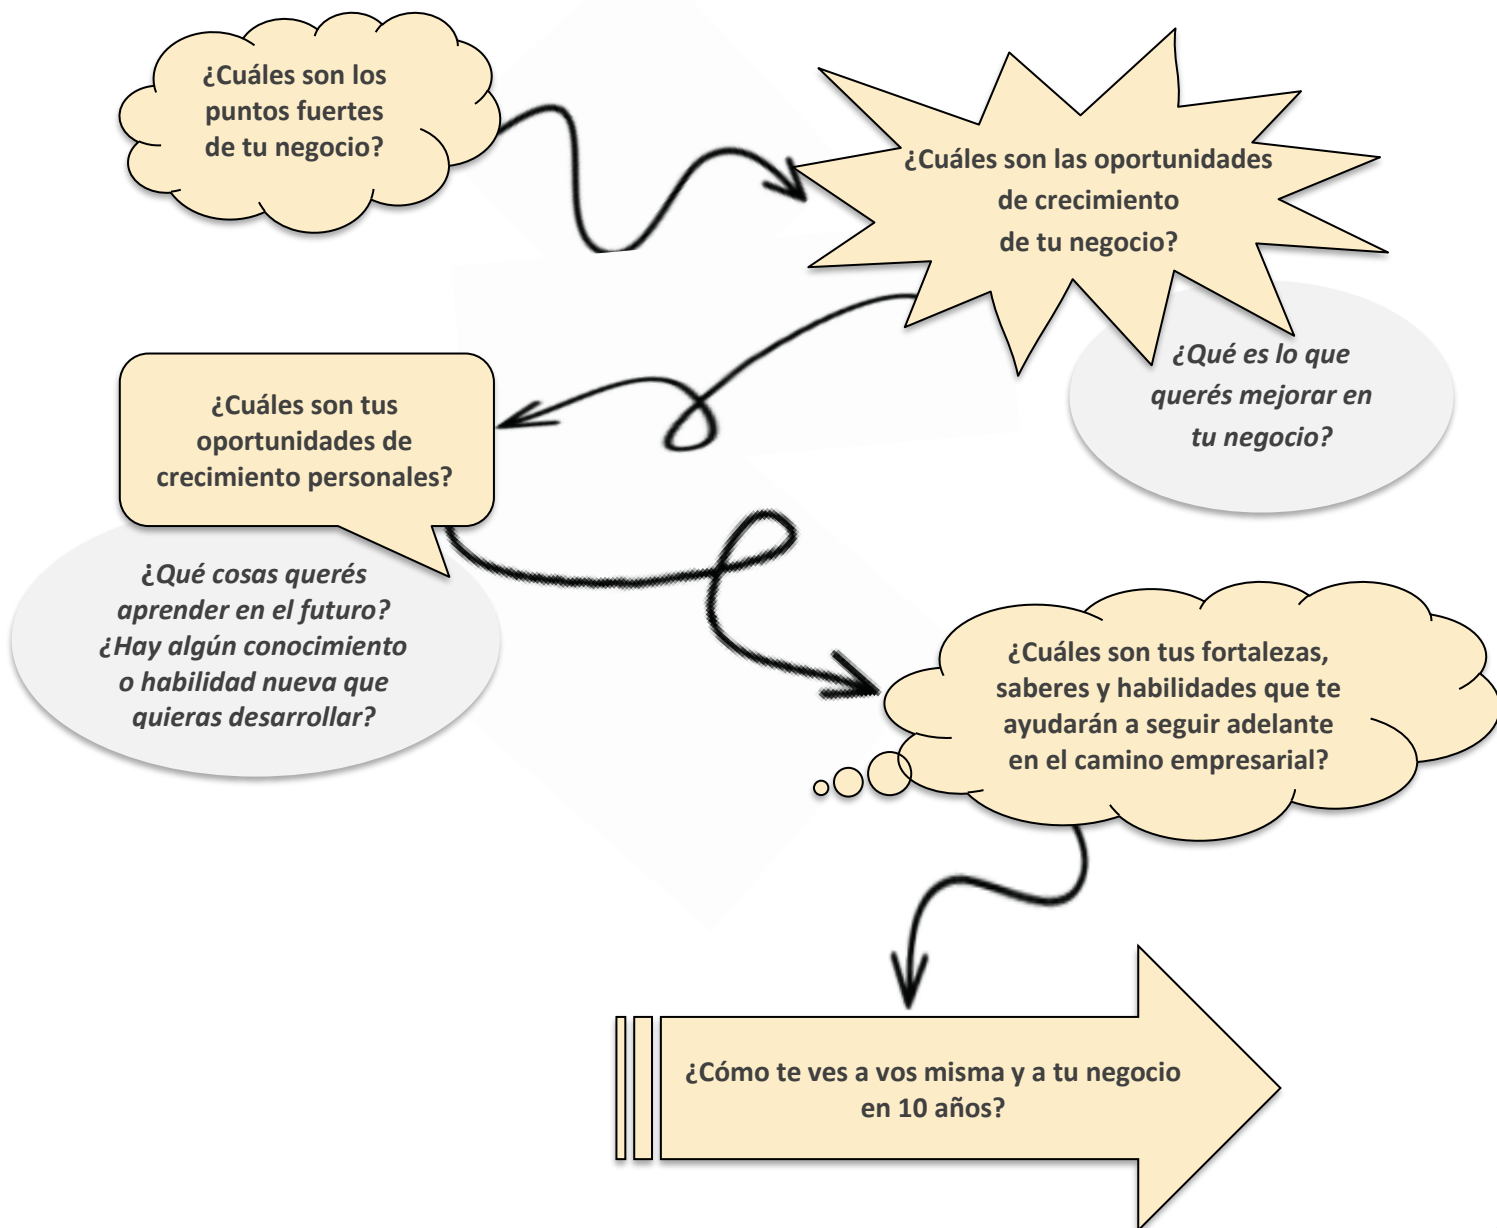 ¿Cuáles son los
puntos fuertes
de tu negocio?
¿Cuáles son las oportunidades
de crecimiento
de tu negocio?
¿Qué es lo que
querés mejorar en
tu negocio?
¿Cuáles son tus
oportunidades de
crecimiento personales?
¿Qué cosas querés
aprender en el futuro?
¿Hay algún conocimiento
o habilidad nueva que
quieras desarrollar?
¿Cuáles son tus fortalezas,
saberes y habilidades que te
ayudarán a seguir adelante
en el camino empresarial?
¿Cómo te ves a vos misma y a tu negocio
en 10 años?